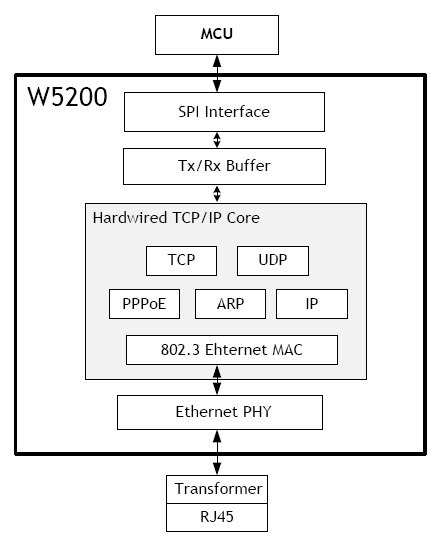 MCU
W5200
SPI Interface
Tx/Rx Buffer
Hardwired TCP/IP Core
TCP
UDP
PPPoE
ARP
IP
802.3 Ehternet MAC
Ethernet PHY
Transformer
RJ45